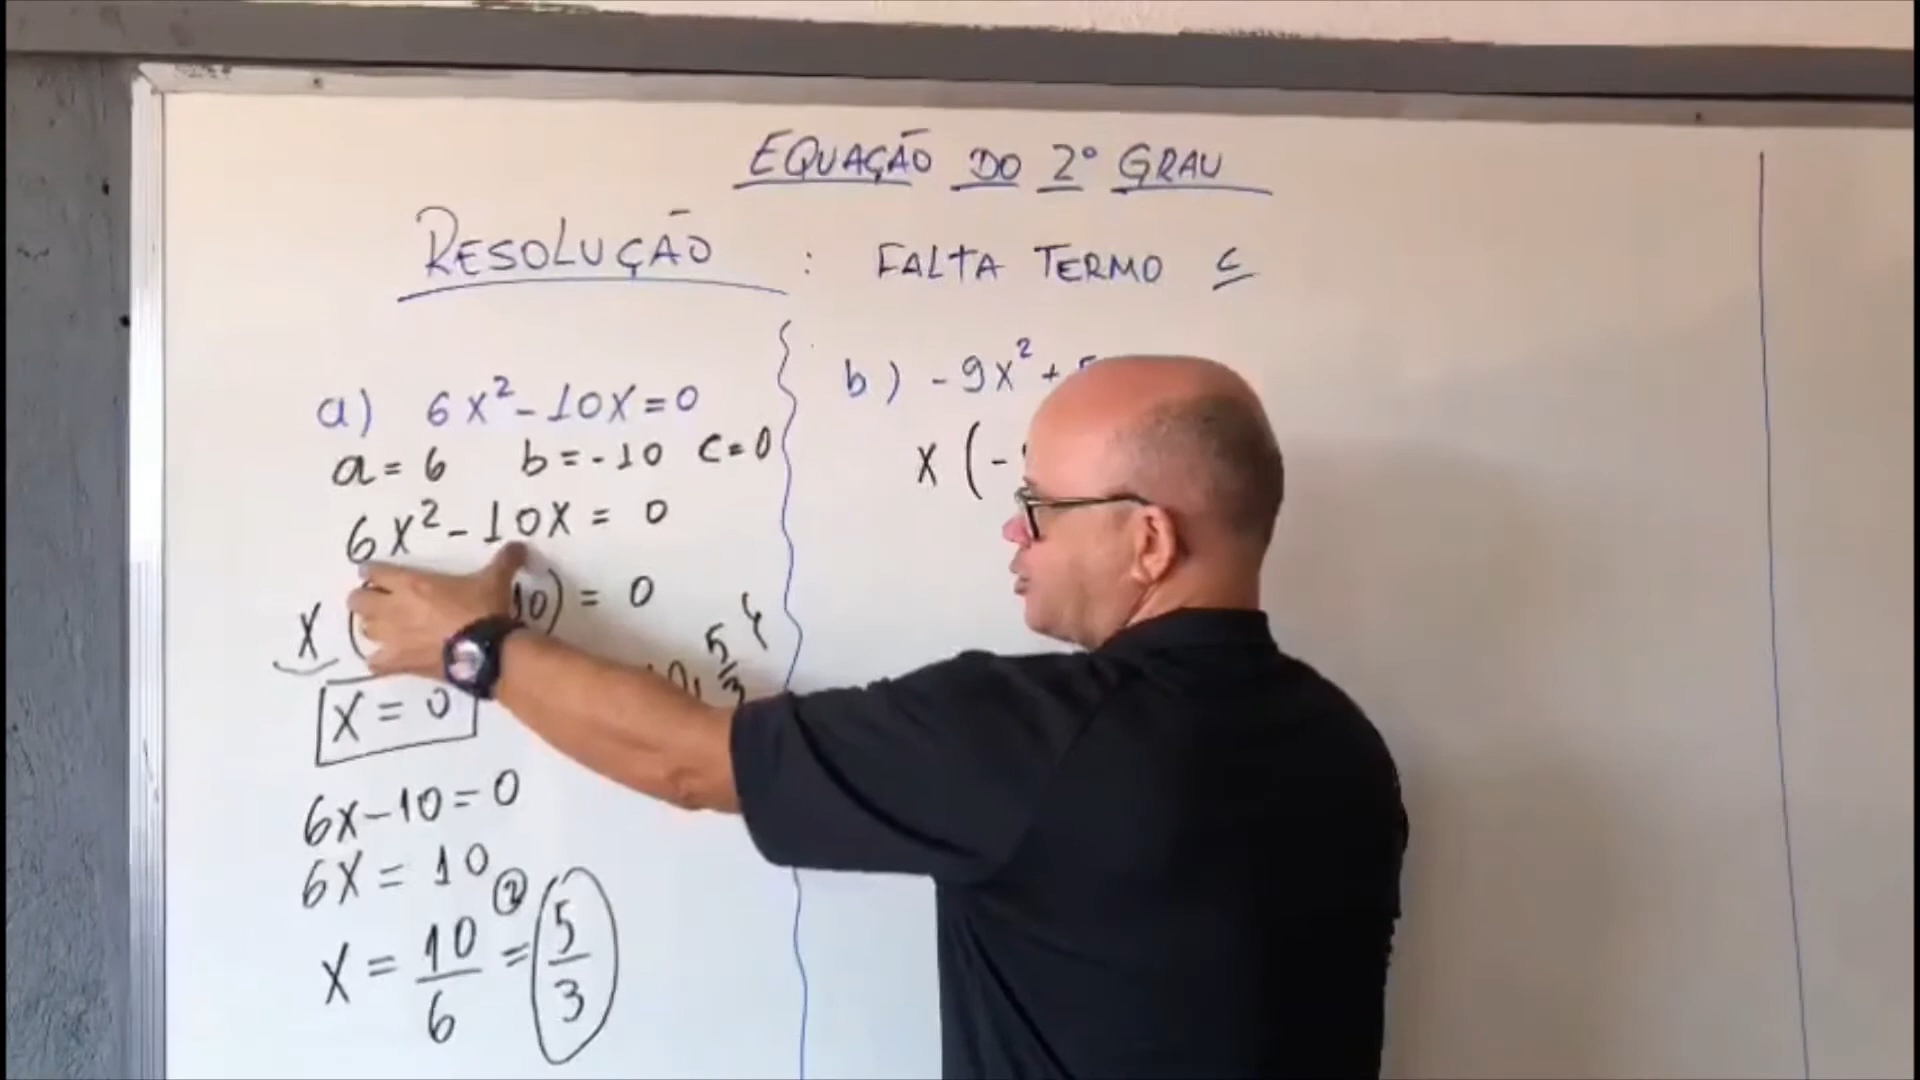 EQUAÇÃO DO 2º GRAU
RESOLUÇÃO : FALTA TERMO c
a) 6x² - 10x = 0
a = 6 b = -10 c = 0
6x² - 10x = 0
x ( 10) = 0
x = 0
0, 5/3 }
6x - 10 = 0
6x = 10
x = 10/6 = 5/3
b) - 9x² +
x (-